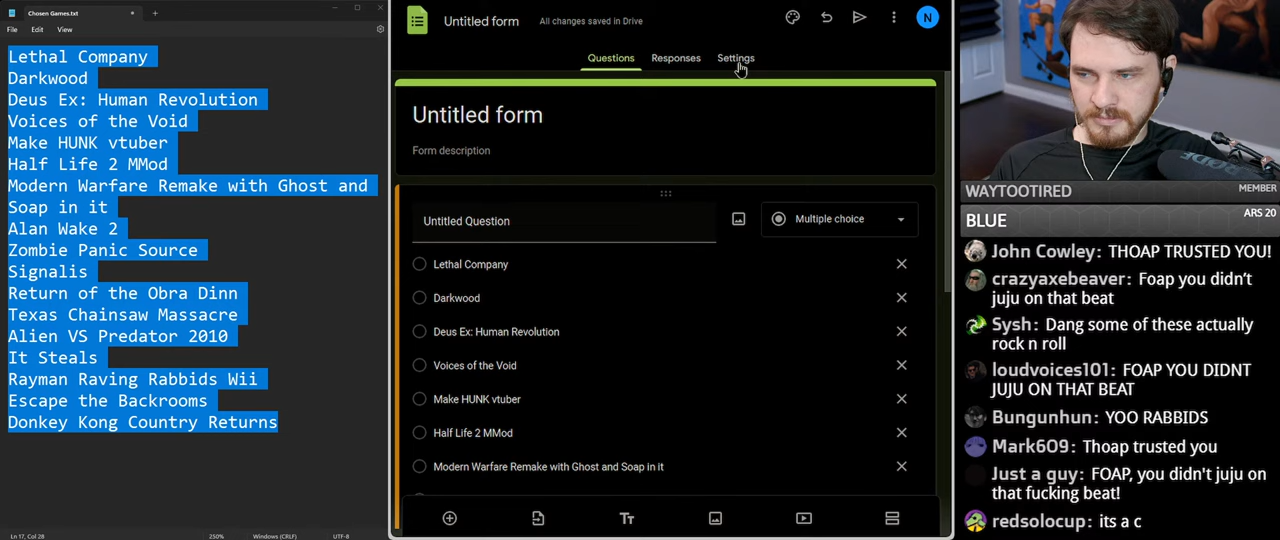 Chosen Games.txt
File Edit View
Lethal Company
Darkwood
Deus Ex: Human Revolution
Voices of the Void
Make HUNK vtuber
Half Life 2 MMod
Modern Warfare Remake with Ghost and
Soap in it
Alan Wake 2
Zombie Panic Source
Signalis
Return of the Obra Dinn
Texas Chainsaw Massacre
Alien VS Predator 2010
It Steals
Rayman Raving Rabbids Wii
Escape the Backrooms
Donkey Kong Country Returns
Ln 17, Col 28 250% Windows (CRLF) UTF-8
Untitled form All changes saved in Drive N
Questions Responses Settings
Untitled form
Form description
Untitled Question Multiple choice
Lethal Company
Darkwood
Deus Ex: Human Revolution
Voices of the Void
Make HUNK vtuber
Half Life 2 MMod
Modern Warfare Remake with Ghost and Soap in it
Tt
RODE
WAYTOOTIRED MEMBER
BLUE ARS 20
John Cowley: THOAP TRUSTED YOU!
crazyaxebeaver: Foap you didn't
juju on that beat
Sysh: Dang some of these actually
rock n roll
loudvoices101: FOAP YOU DIDNT
JUJU ON THAT BEAT
Bungunhun: YOO RABBIDS
Mark609: Thoap trusted you
Just a guy: FOAP, you didn't juju on
that fucking beat!
redsolocup: its a c